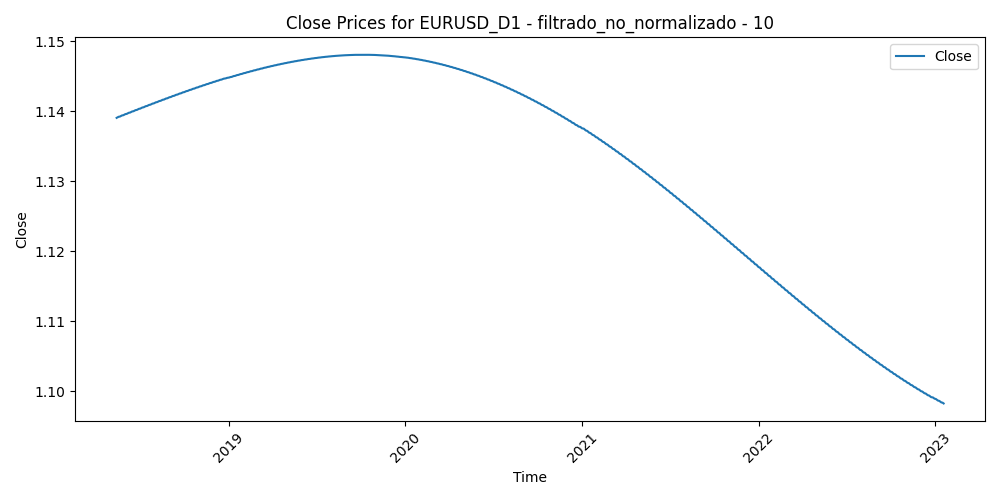 Close Prices for EURUSD_D1 - filtrado_no_normalizado - 10
Close
1.15
1.14
1.13
1.12
1.11
1.10
Close
2019
2020
2021
2022
2023
Time